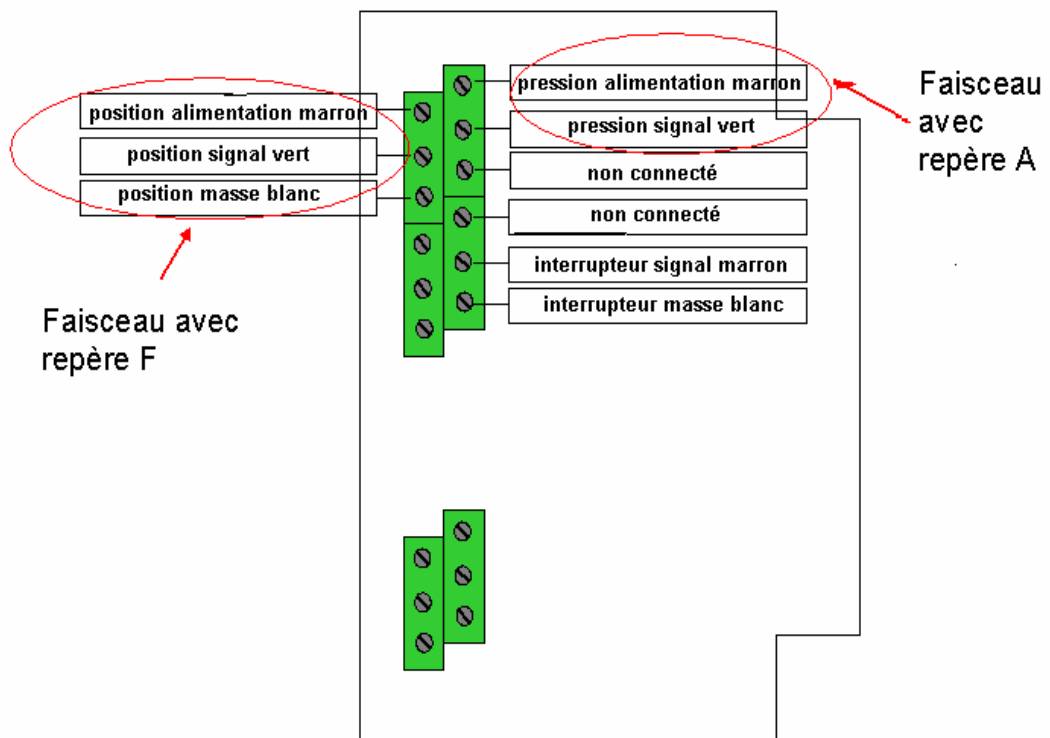 pression alimentation marron
pression signal vert
non connecté
non connecté
interrupteur signal marron
interrupteur masse blanc
Faisceau
avec
repère A
position alimentation marron
position signal vert
position masse blanc
Faisceau avec
repère F